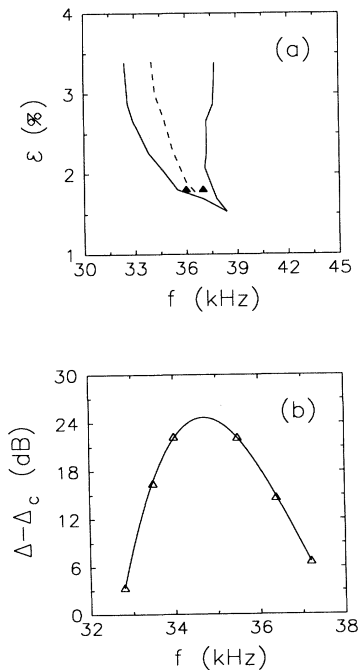 (a)
4
3
2
1
ε (%)
30 33 36 39 42 45
f (kHz)
(b)
30
24
18
12
6
0
Δ−Δc (dB)
32 34 36 38
f (kHz)